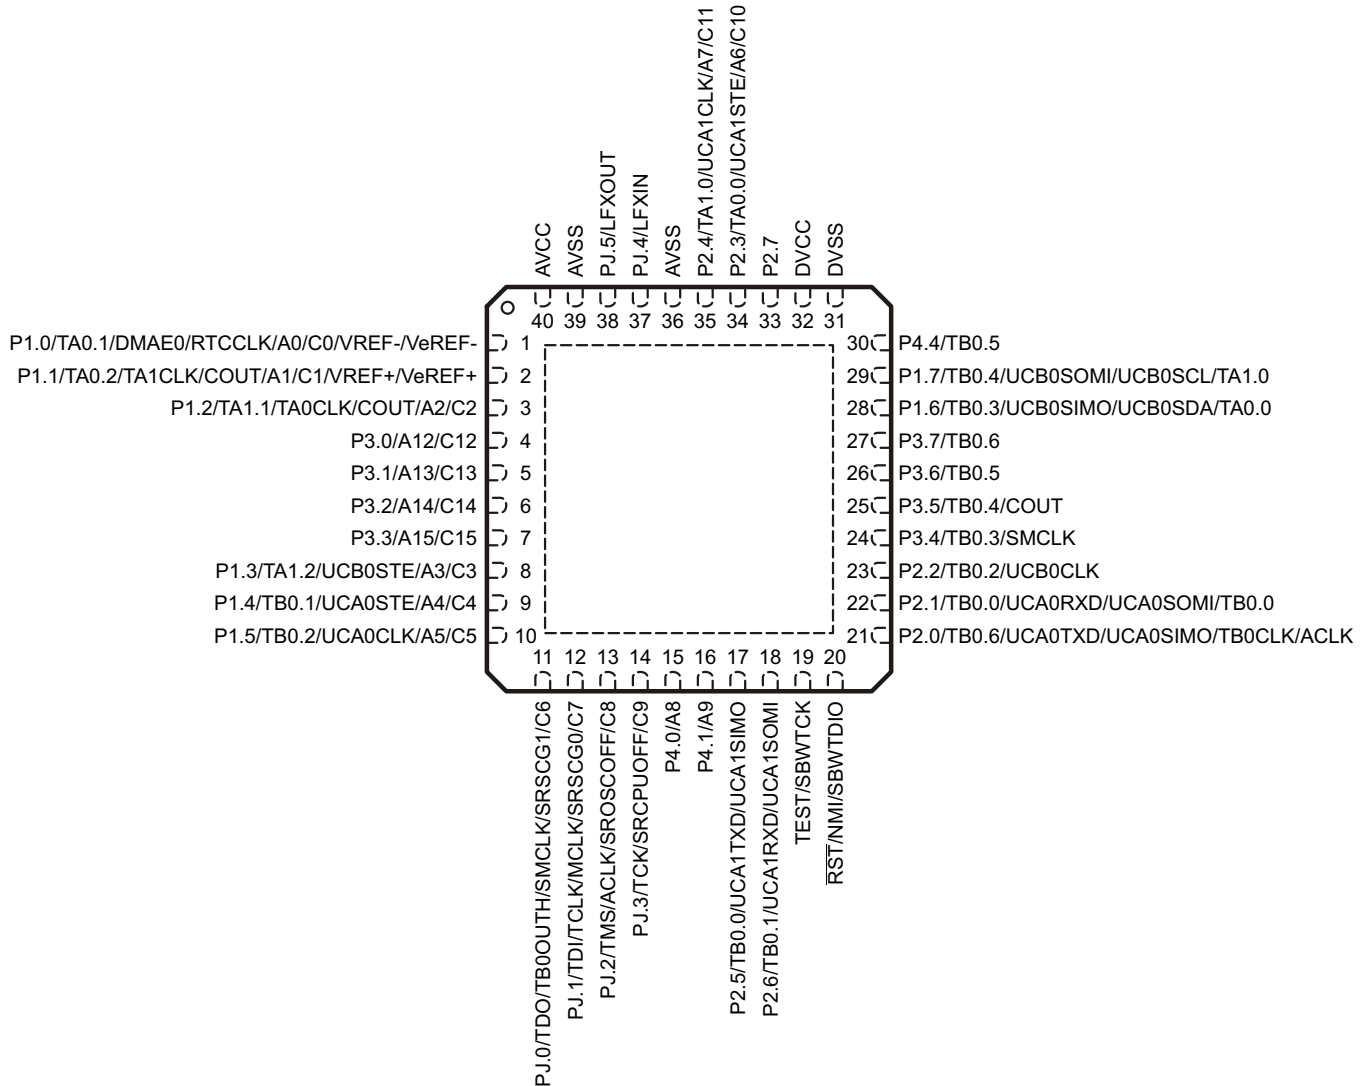 P2.4/TA1.0/UCA1CLK/A7/C11
P2.3/TA0.0/UCA1STE/A6/C10
AVCC
AVSS
PJ.5/LFXOUT
PJ.4/LFXIN
AVSS
P2.7
DVCC
DVSS
40 39 38 37 36 35 34 33 32 31
P1.0/TA0.1/DMAE0/RTCCLK/A0/C0/VREF-/VeREF- 1
P1.1/TA0.2/TA1CLK/COUT/A1/C1/VREF+/VeREF+ 2
P1.2/TA1.1/TA0CLK/COUT/A2/C2 3
P3.0/A12/C12 4
P3.1/A13/C13 5
P3.2/A14/C14 6
P3.3/A15/C15 7
P1.3/TA1.2/UCB0STE/A3/C3 8
P1.4/TB0.1/UCA0STE/A4/C4 9
P1.5/TB0.2/UCA0CLK/A5/C5 10
30 P4.4/TB0.5
29 P1.7/TB0.4/UCB0SOMI/UCB0SCL/TA1.0
28 P1.6/TB0.3/UCB0SIMO/UCB0SDA/TA0.0
27 P3.7/TB0.6
26 P3.6/TB0.5
25 P3.5/TB0.4/COUT
24 P3.4/TB0.3/SMCLK
23 P2.2/TB0.2/UCB0CLK
22 P2.1/TB0.0/UCA0RXD/UCA0SOMI/TB0.0
21 P2.0/TB0.6/UCA0TXD/UCA0SIMO/TB0CLK/ACLK
11 12 13 14 15 16 17 18 19 20
PJ.0/TDO/TB0OUTH/SMCLK/SRSCG1/C6
PJ.1/TDI/TCLK/MCLK/SRSCG0/C7
PJ.2/TMS/ACLK/SROSCOFF/C8
PJ.3/TCK/SRCPUOFF/C9
P4.0/A8
P4.1/A9
P2.5/TB0.0/UCA1TXD/UCA1SIMO
P2.6/TB0.1/UCA1RXD/UCA1SOMI
TEST/SBWTCK
RST/NMI/SBWTDIO